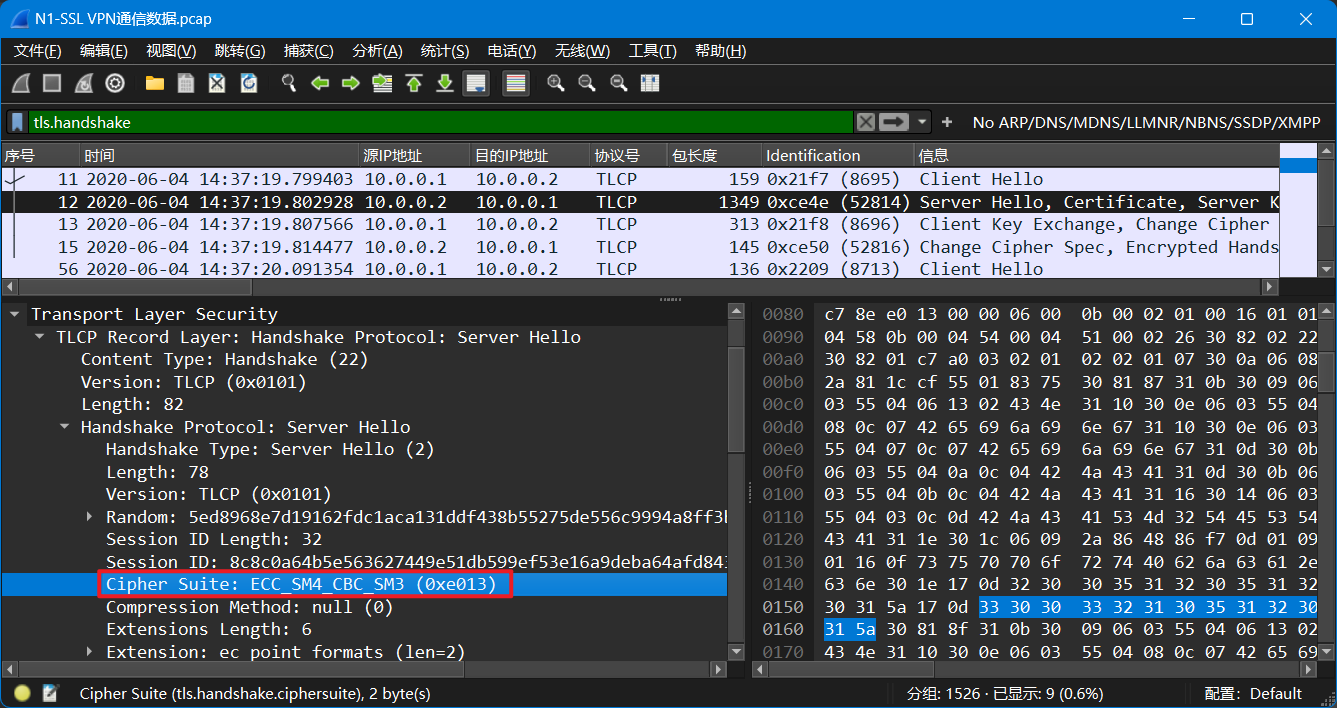 N1-SSL VPN通信数据.pcap
文件(F) 编辑(E) 视图(V) 跳转(G) 捕获(C) 分析(A) 统计(S) 电话(Y) 无线(W) 工具(T) 帮助(H)
tls.handshake + No ARP/DNS/MDNS/LLMNR/NBNS/SSDP/XMPP
序号 时间 源IP地址 目的IP地址 协议号 包长度 Identification 信息
11 2020-06-04 14:37:19.799403 10.0.0.1 10.0.0.2 TLCP 159 0x21f7 (8695) Client Hello
12 2020-06-04 14:37:19.802928 10.0.0.2 10.0.0.1 TLCP 1349 0xce4e (52814) Server Hello, Certificate, Server K
13 2020-06-04 14:37:19.807566 10.0.0.1 10.0.0.2 TLCP 313 0x21f8 (8696) Client Key Exchange, Change Cipher
15 2020-06-04 14:37:19.814477 10.0.0.2 10.0.0.1 TLCP 145 0xce50 (52816) Change Cipher Spec, Encrypted Hands
56 2020-06-04 14:37:20.091354 10.0.0.1 10.0.0.2 TLCP 136 0x2209 (8713) Client Hello
Transport Layer Security
TLCP Record Layer: Handshake Protocol: Server Hello
Content Type: Handshake (22)
Version: TLCP (0x0101)
Length: 82
Handshake Protocol: Server Hello
Handshake Type: Server Hello (2)
Length: 78
Version: TLCP (0x0101)
Random: 5ed8968e7d19162fdc1aca131ddf438b55275de556c9994a8ff3
Session ID Length: 32
Session ID: 8c8c0a64b5e563627449e51db599ef53e16a9deba64afd84
Cipher Suite: ECC_SM4_CBC_SM3 (0xe013)
Compression Method: null (0)
Extensions Length: 6
Extension: ec_point_formats (len=2)
0080 c7 8e e0 13 00 00 06 00 0b 00 02 01 00 16 01 01
0090 04 58 0b 00 04 54 00 04 51 00 02 26 30 82 02 22
00a0 30 82 01 c7 a0 03 02 01 02 02 01 07 30 0a 06 08
00b0 2a 81 1c cf 55 01 83 75 30 81 87 31 0b 30 09 06
00c0 03 55 04 06 13 02 43 4e 31 10 30 0e 06 03 55 04
00d0 08 0c 07 42 65 69 6a 69 6e 67 31 10 30 0e 06 03
00e0 55 04 07 0c 07 42 65 69 6a 69 6e 67 31 0d 30 0b
00f0 06 03 55 04 0a 0c 04 42 4a 43 41 31 0d 30 0b 06
0100 03 55 04 0b 0c 04 42 4a 43 41 31 16 30 14 06 03
0110 55 04 03 0c 0d 42 4a 43 41 53 4d 32 54 45 53 54
0120 43 41 31 1e 30 1c 06 09 2a 86 48 86 f7 0d 01 09
0130 01 16 0f 73 75 70 70 6f 72 74 40 62 6a 63 61 2e
0140 63 6e 30 1e 17 0d 32 30 30 35 31 32 30 35 31 32
0150 30 31 5a 17 0d 33 30 30 33 32 31 30 35 31 32 30
0160 31 5a 30 81 8f 31 0b 30 09 06 03 55 04 06 13 02
0170 43 4e 31 10 30 0e 06 03 55 04 08 0c 07 42 65 69
Cipher Suite (tls.handshake.ciphersuite), 2 byte(s) 分组: 1526 · 已显示: 9 (0.6%) 配置: Default